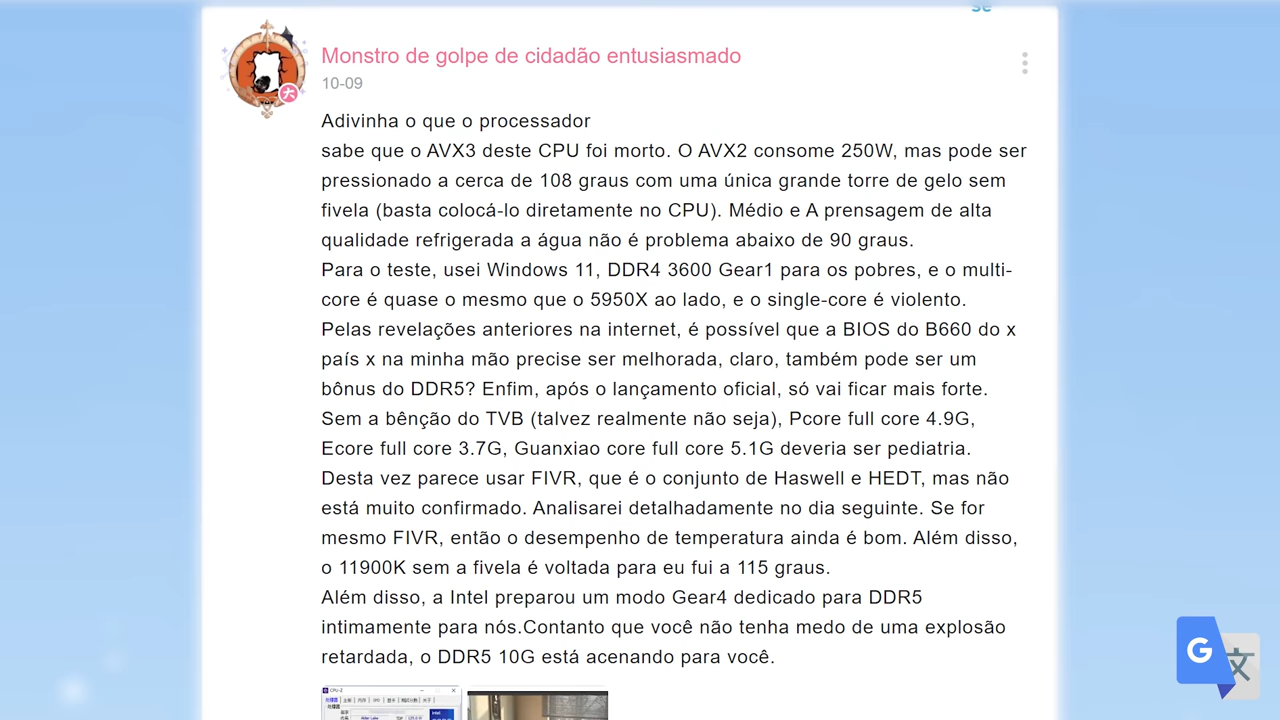 se
Monstro de golpe de cidadão entusiasmado
10-09
Adivinha o que o processador
sabe que o AVX3 deste CPU foi morto. O AVX2 consome 250W, mas pode ser
pressionado a cerca de 108 graus com uma única grande torre de gelo sem
fivela (basta colocá-lo diretamente no CPU). Médio e A prensagem de alta
qualidade refrigerada a água não é problema abaixo de 90 graus.
Para o teste, usei Windows 11, DDR4 3600 Gear1 para os pobres, e o multi-
core é quase o mesmo que o 5950X ao lado, e o single-core é violento.
Pelas revelações anteriores na internet, é possível que a BIOS do B660 do x
país x na minha mão precise ser melhorada, claro, também pode ser um
bônus do DDR5? Enfim, após o lançamento oficial, só vai ficar mais forte.
Sem a bênção do TVB (talvez realmente não seja), Pcore full core 4.9G,
Ecore full core 3.7G, Guanxiao core full core 5.1G deveria ser pediatria.
Desta vez parece usar FIVR, que é o conjunto de Haswell e HEDT, mas não
está muito confirmado. Analisarei detalhadamente no dia seguinte. Se for
mesmo FIVR, então o desempenho de temperatura ainda é bom. Além disso,
o 11900K sem a fivela é voltada para eu fui a 115 graus.
Além disso, a Intel preparou um modo Gear4 dedicado para DDR5
intimamente para nós.Contanto que você não tenha medo de uma explosão
retardada, o DDR5 10G está acenando para você.
CPU-Z
Alder Lake
intel
G 文